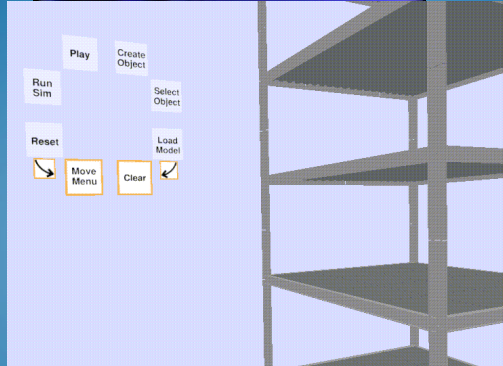 Play
Create
Object
Run
Sim
Select
Object
Reset
Load
Model
Move
Menu
Clear